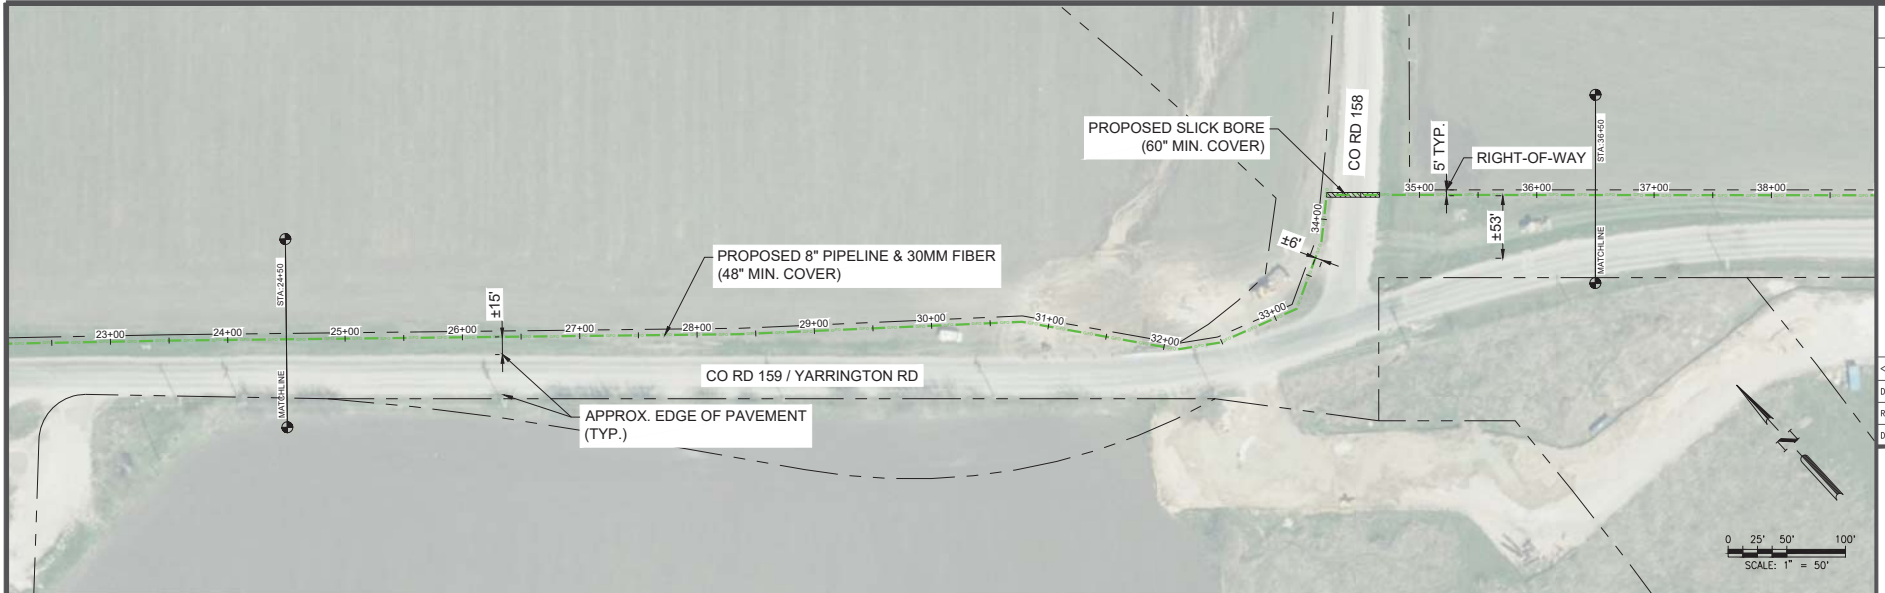 PROPOSED SLICK BORE
(60" MIN. COVER)
CO RD 158
5' TYP.
RIGHT-OF-WAY
STA:36+50
MATCHLINE
35+00
36+00
37+00
38+00
±53'
34+00
±6'
33+00
PROPOSED 8" PIPELINE & 30MM FIBER
(48" MIN. COVER)
STA:24+50
MATCHLINE
±15'
23+00
24+00
25+00
26+00
27+00
28+00
29+00
30+00
31+00
32+00
CO RD 159 / YARRINGTON RD
APPROX. EDGE OF PAVEMENT
(TYP.)
N
0 25' 50' 100'
SCALE: 1" = 50'